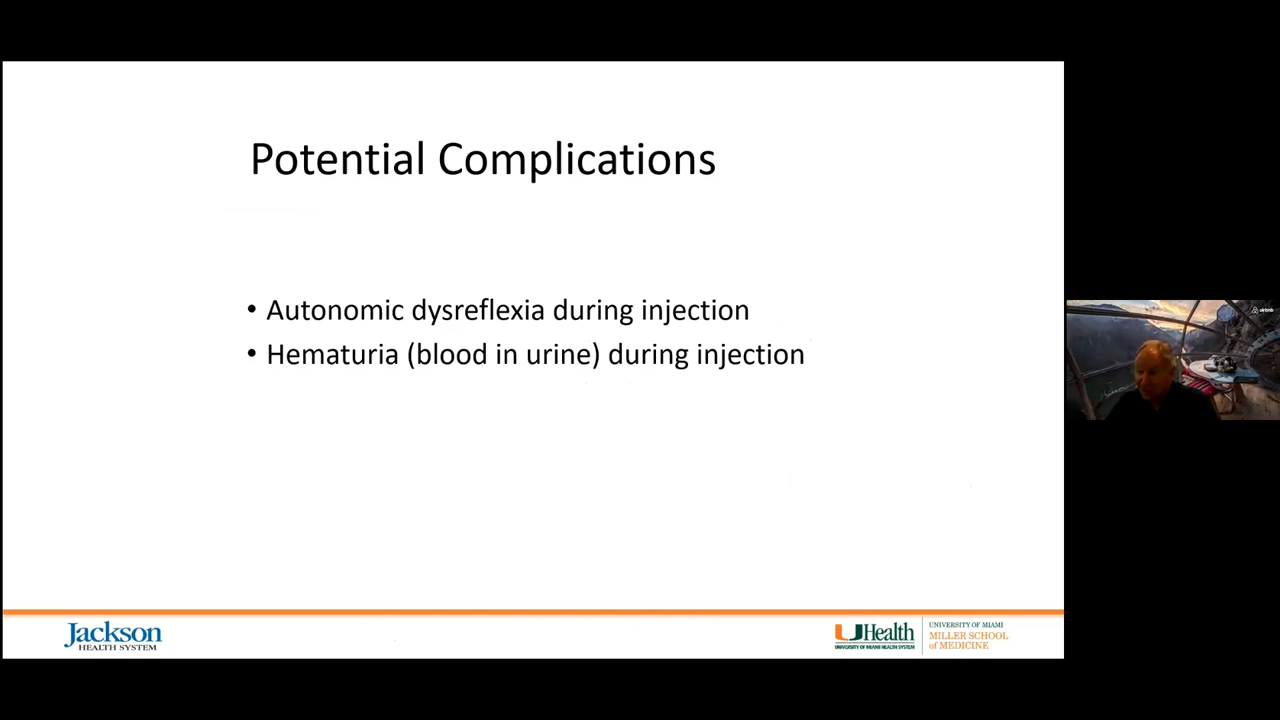 Potential Complications
• Autonomic dysreflexia during injection
• Hematuria (blood in urine) during injection
airbnb
Jackson
HEALTH SYSTEM
UHealth
UNIVERSITY OF MIAMI HEALTH SYSTEM
UNIVERSITY OF MIAMI
MILLER SCHOOL
of MEDICINE